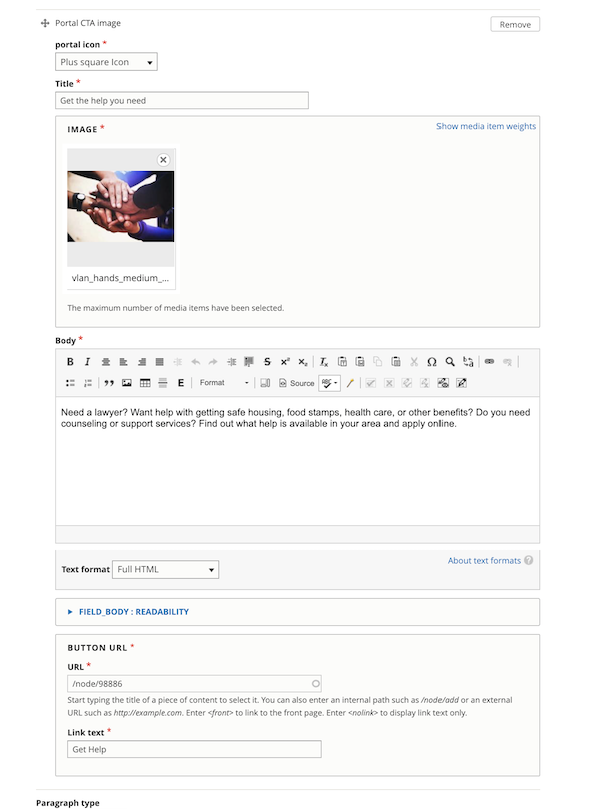 Portal CTA image
Remove
portal icon *
Plus square Icon
Title *
Get the help you need
IMAGE *
Show media item weights
vlan_hands_medium_...
The maximum number of media items have been selected.
Body *
Format
Source
Need a lawyer? Want help with getting safe housing, food stamps, health care, or other benefits? Do you need
counseling or support services? Find out what help is available in your area and apply online.
Text format
Full HTML
About text formats
FIELD_BODY : READABILITY
BUTTON URL *
URL *
/node/98886
Start typing the title of a piece of content to select it. You can also enter an internal path such as /node/add or an external
URL such as http://example.com. Enter <front> to link to the front page. Enter <nolink> to display link text only.
Link text *
Get Help
Paragraph type